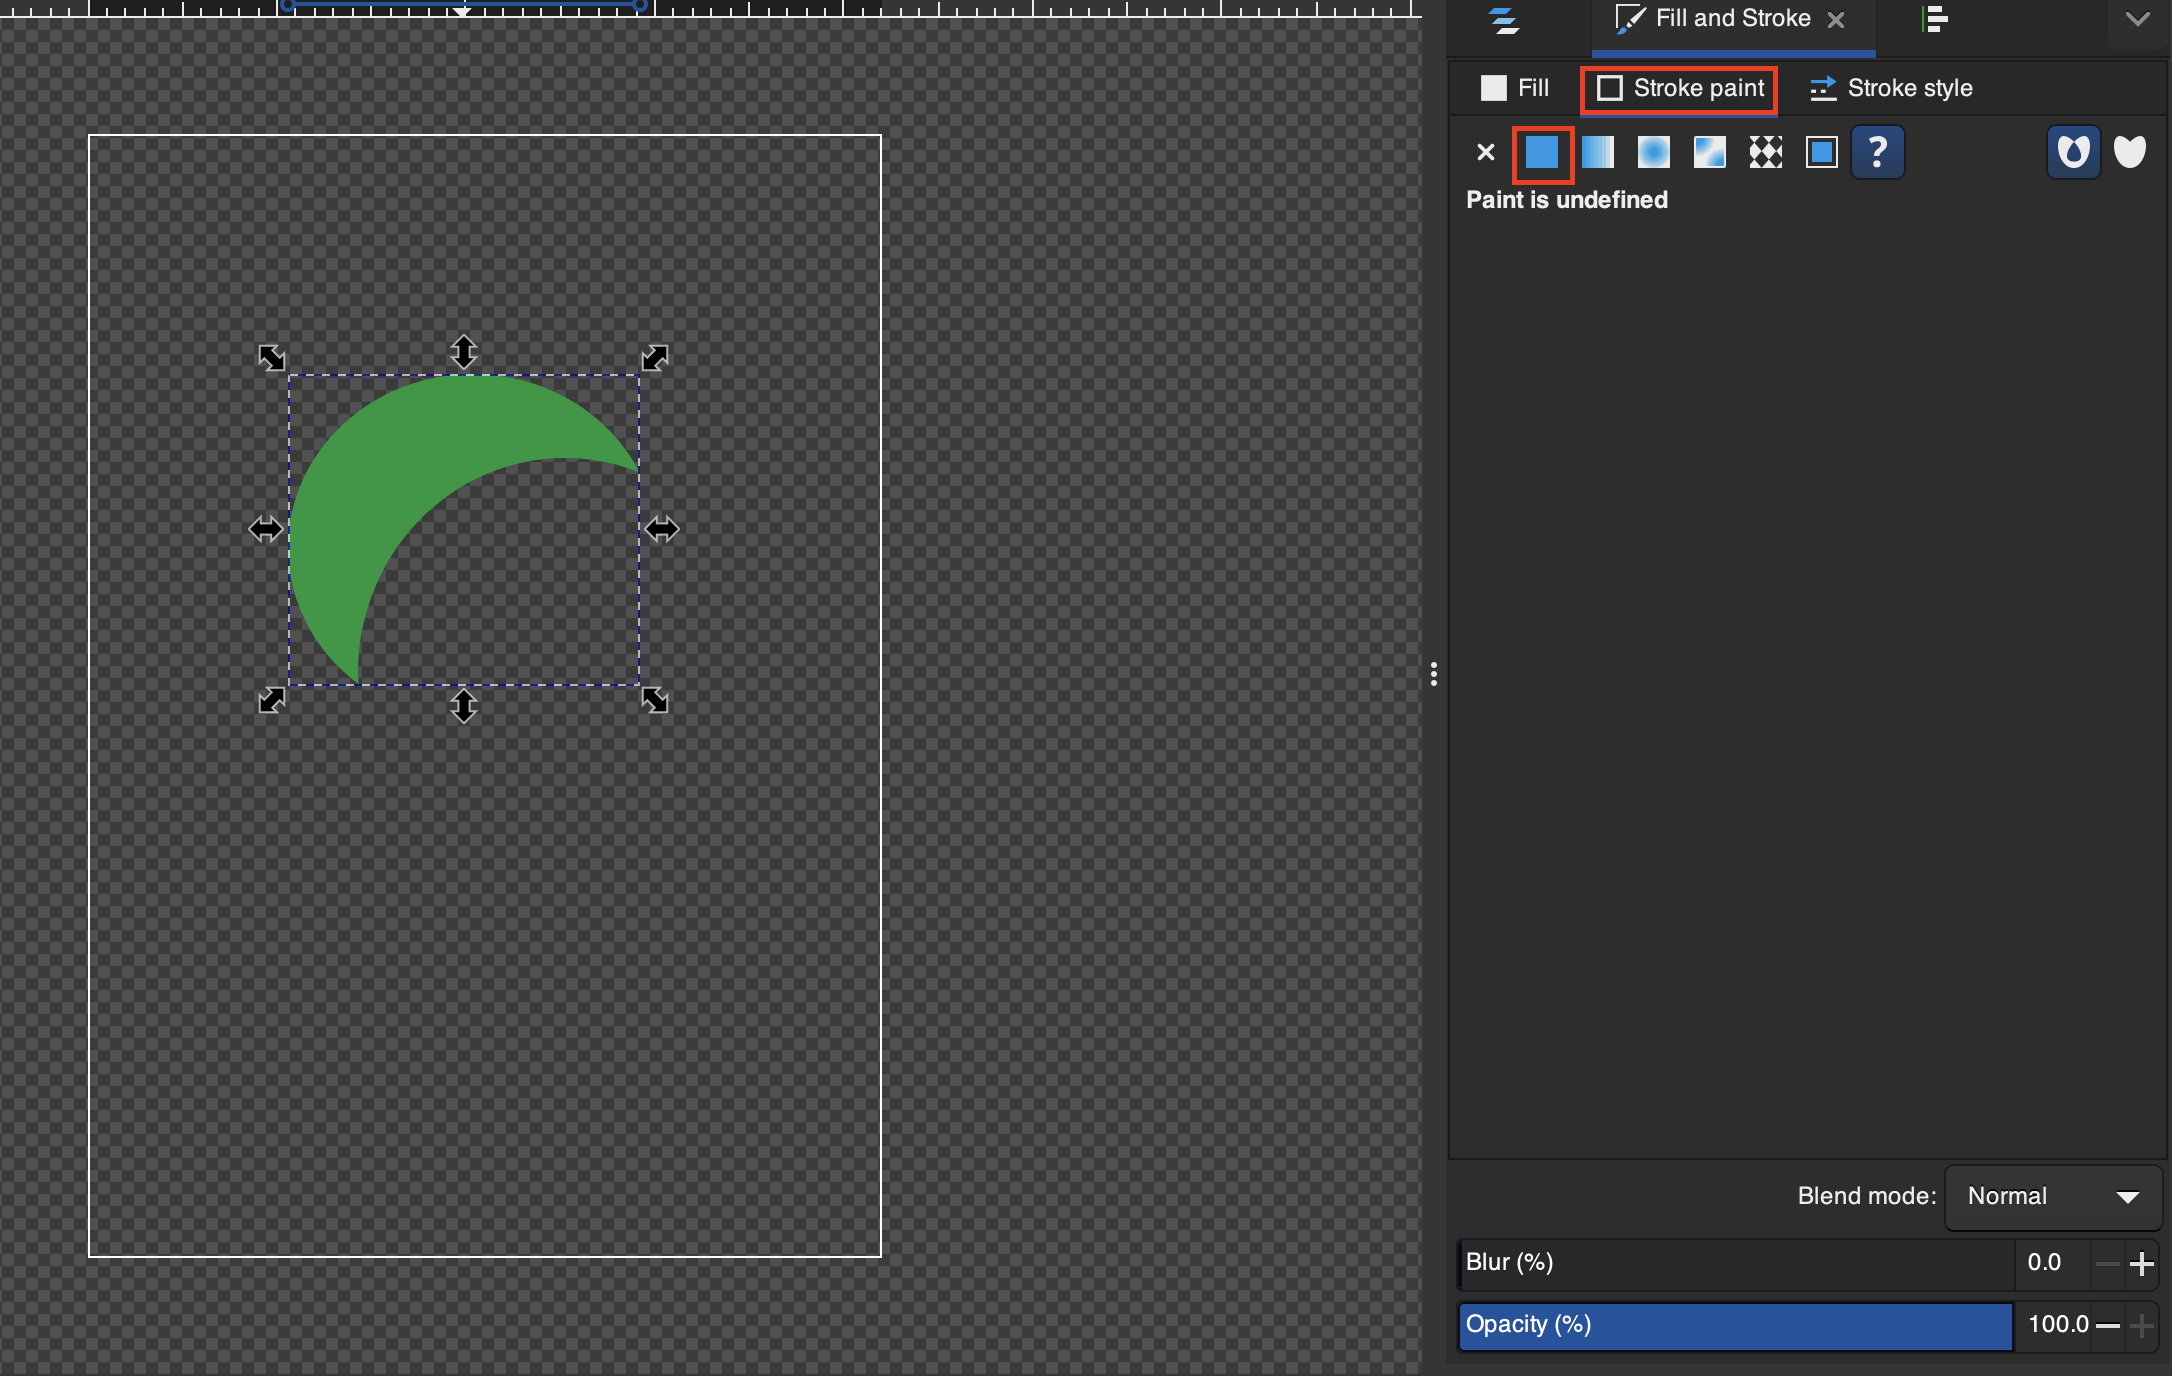 Fill and Stroke
Fill Stroke paint Stroke style
?
Paint is undefined
Blend mode: Normal
Blur (%) 0.0
Opacity (%) 100.0